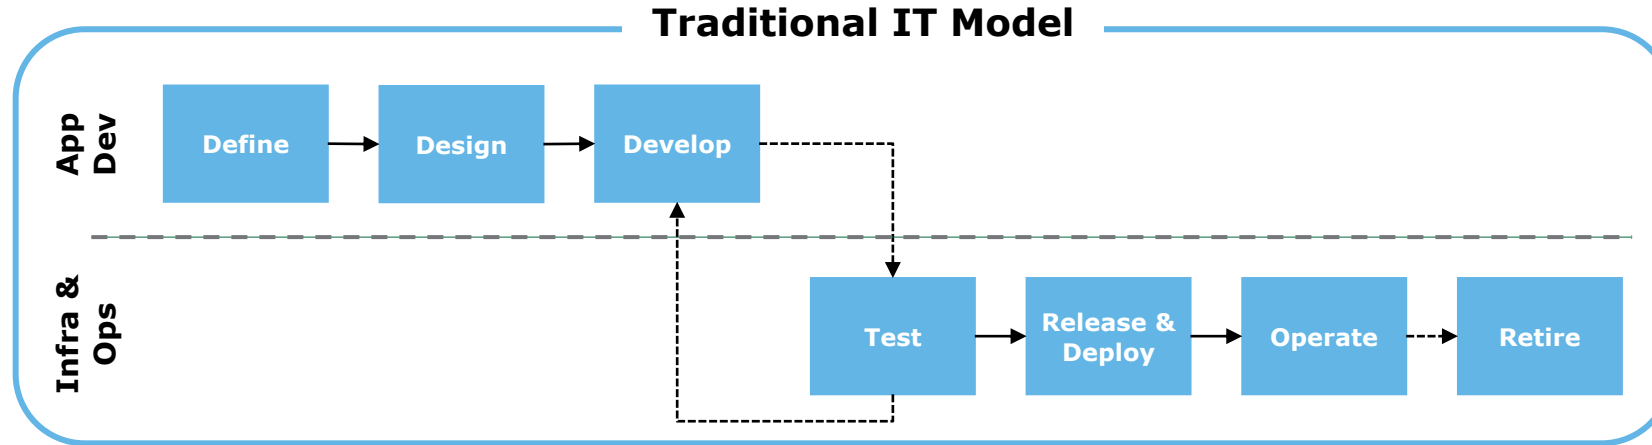 Traditional IT Model
App
Dev
Define
Design
Develop
Infra &
Ops
Test
Release &
Deploy
Operate
Retire